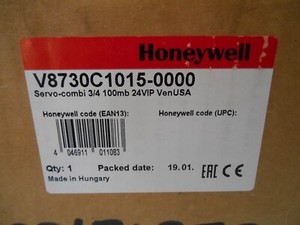 Honeywell
V8730C1015-0000
Servo-combi 3/4 100mb 24VIP VenUSA
Honeywell code (EAN13): Honeywell code (UPC):
4 046911 011083
Qty: 1 Packed date: 19.01. EAC CE
Made in Hungary